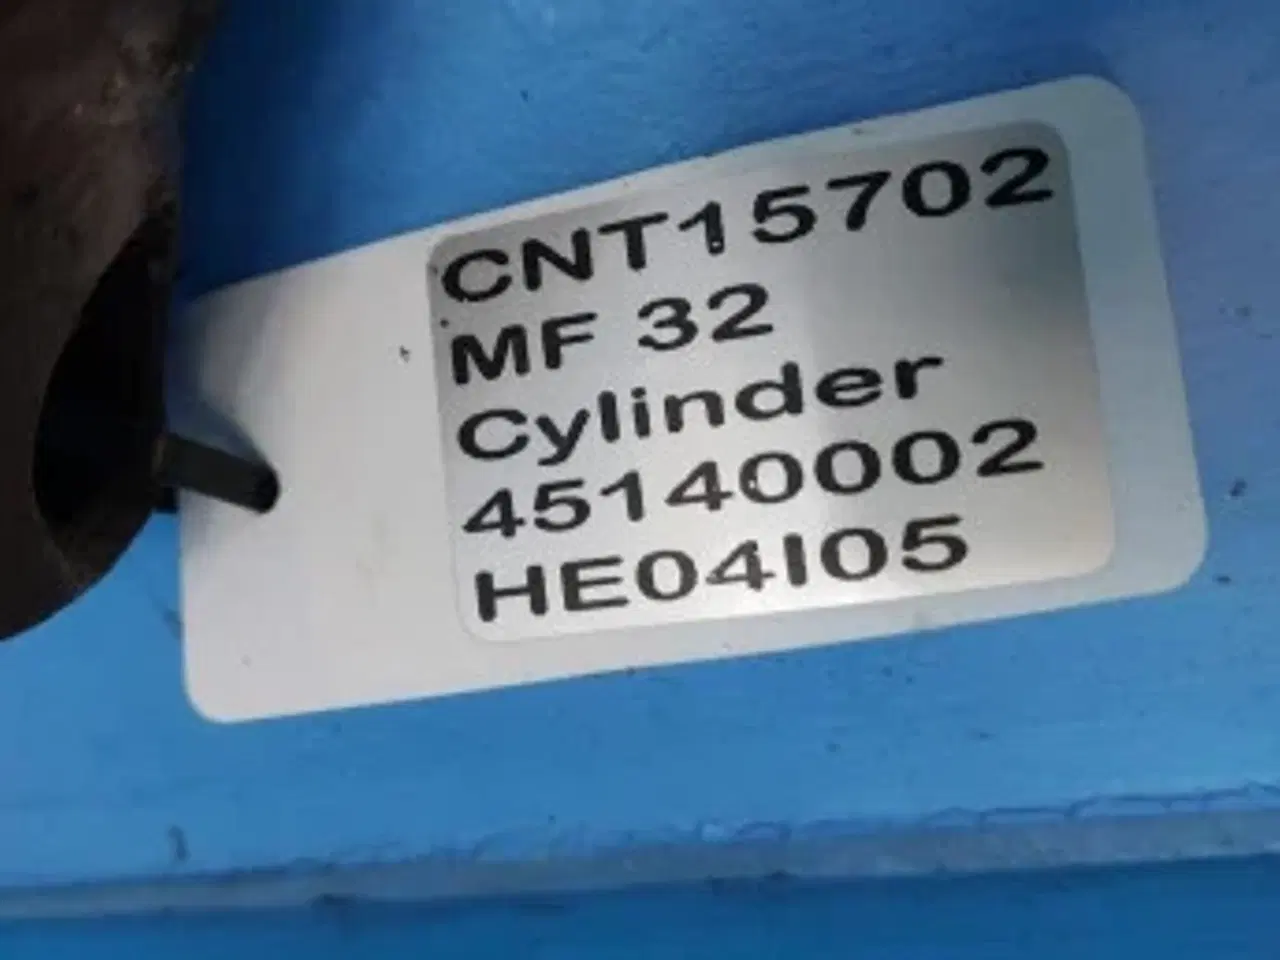 CNT15702
MF 32
Cylinder
45140002
HE04I05